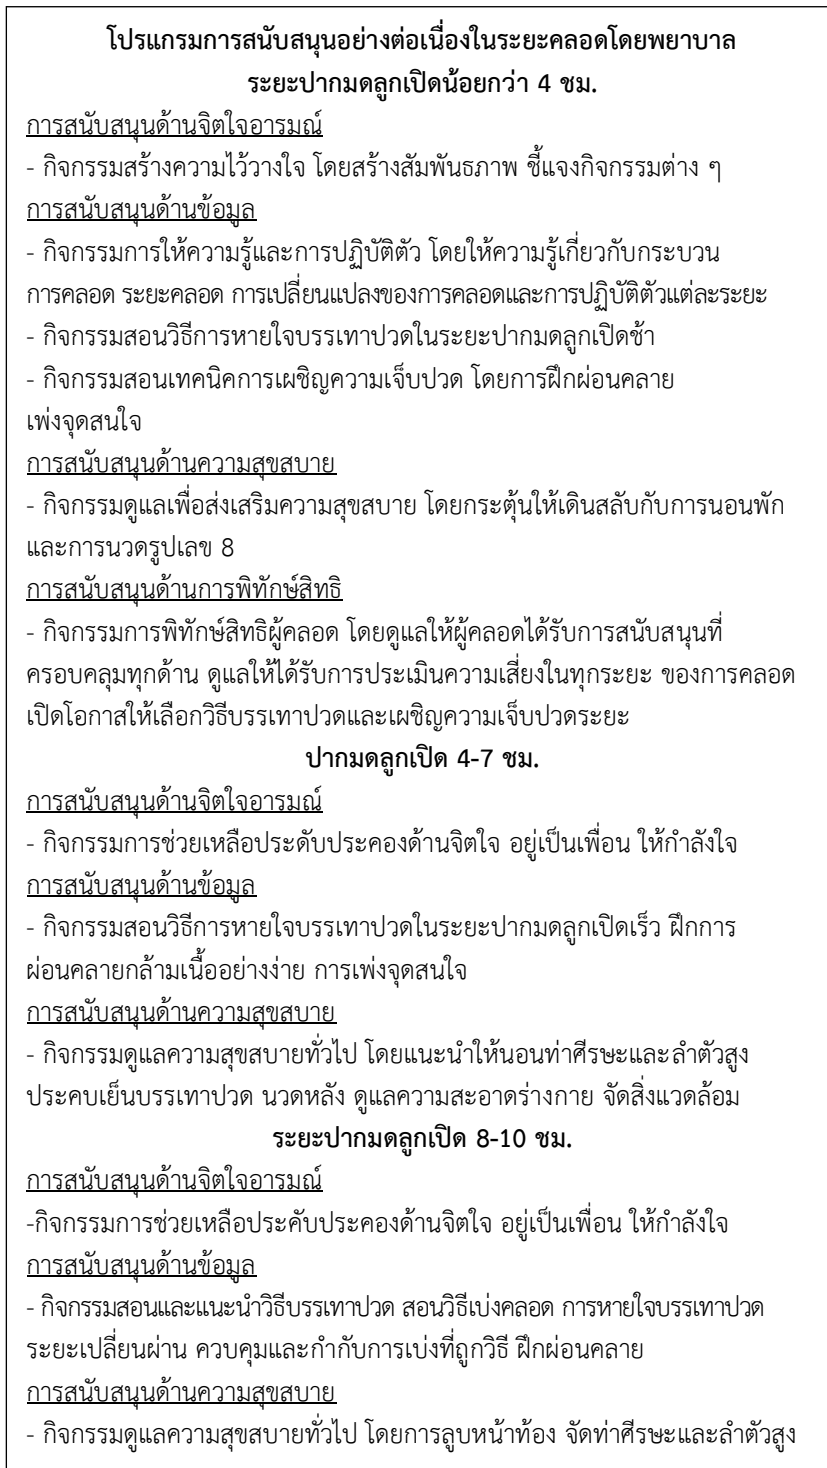 โปรแกรมการสนับสนุนอย่างต่อเนื่องในระยะคลอดโดยพยาบาล
ระยะปากมดลูกเปิดน้อยกว่า 4 ซม.
การสนับสนุนด้านจิตใจอารมณ์
- กิจกรรมสร้างความไว้วางใจ โดยสร้างสัมพันธภาพ ชี้แจงกิจกรรมต่าง ๆ
การสนับสนุนด้านข้อมูล
- กิจกรรมการให้ความรู้และการปฏิบัติตัว โดยให้ความรู้เกี่ยวกับกระบวน
การคลอด ระยะคลอด การเปลี่ยนแปลงของการคลอดและการปฏิบัติตัวแต่ละระยะ
- กิจกรรมสอนวิธีการหายใจบรรเทาปวดในระยะปากมดลูกเปิดช้า
- กิจกรรมสอนเทคนิคการเผชิญความเจ็บปวด โดยการฝึกผ่อนคลาย
เพ่งจุดสนใจ
การสนับสนุนด้านความสุขสบาย
- กิจกรรมดูแลเพื่อส่งเสริมความสุขสบาย โดยกระตุ้นให้เดินสลับกับการนอนพัก
และการนวดรูปเลข 8
การสนับสนุนด้านการพิทักษ์สิทธิ
- กิจกรรมการพิทักษ์สิทธิผู้คลอด โดยดูแลให้ผู้คลอดได้รับการสนับสนุนที่
ครอบคลุมทุกด้าน ดูแลให้ได้รับการประเมินความเสี่ยงในทุกระยะ ของการคลอด
เปิดโอกาสให้เลือกวิธีบรรเทาปวดและเผชิญความเจ็บปวดระยะ
ปากมดลูกเปิด 4-7 ซม.
การสนับสนุนด้านจิตใจอารมณ์
- กิจกรรมการช่วยเหลือประดับประคองด้านจิตใจ อยู่เป็นเพื่อน ให้กำลังใจ
การสนับสนุนด้านข้อมูล
- กิจกรรมสอนวิธีการหายใจบรรเทาปวดในระยะปากมดลูกเปิดเร็ว ฝึกการ
ผ่อนคลายกล้ามเนื้ออย่างง่าย การเพ่งจุดสนใจ
การสนับสนุนด้านความสุขสบาย
- กิจกรรมดูแลความสุขสบายทั่วไป โดยแนะนำให้นอนท่าศีรษะและลำตัวสูง
ประคบเย็นบรรเทาปวด นวดหลัง ดูแลความสะอาดร่างกาย จัดสิ่งแวดล้อม
ระยะปากมดลูกเปิด 8-10 ซม.
การสนับสนุนด้านจิตใจอารมณ์
-กิจกรรมการช่วยเหลือประคับประคองด้านจิตใจ อยู่เป็นเพื่อน ให้กำลังใจ
การสนับสนุนด้านข้อมูล
- กิจกรรมสอนและแนะนำวิธีบรรเทาปวด สอนวิธีเบ่งคลอด การหายใจบรรเทาปวด
ระยะเปลี่ยนผ่าน ควบคุมและกำกับการเบ่งที่ถูกวิธี ฝึกผ่อนคลาย
การสนับสนุนด้านความสุขสบาย
- กิจกรรมดูแลความสุขสบายทั่วไป โดยการลูบหน้าท้อง จัดท่าศีรษะและลำตัวสูง